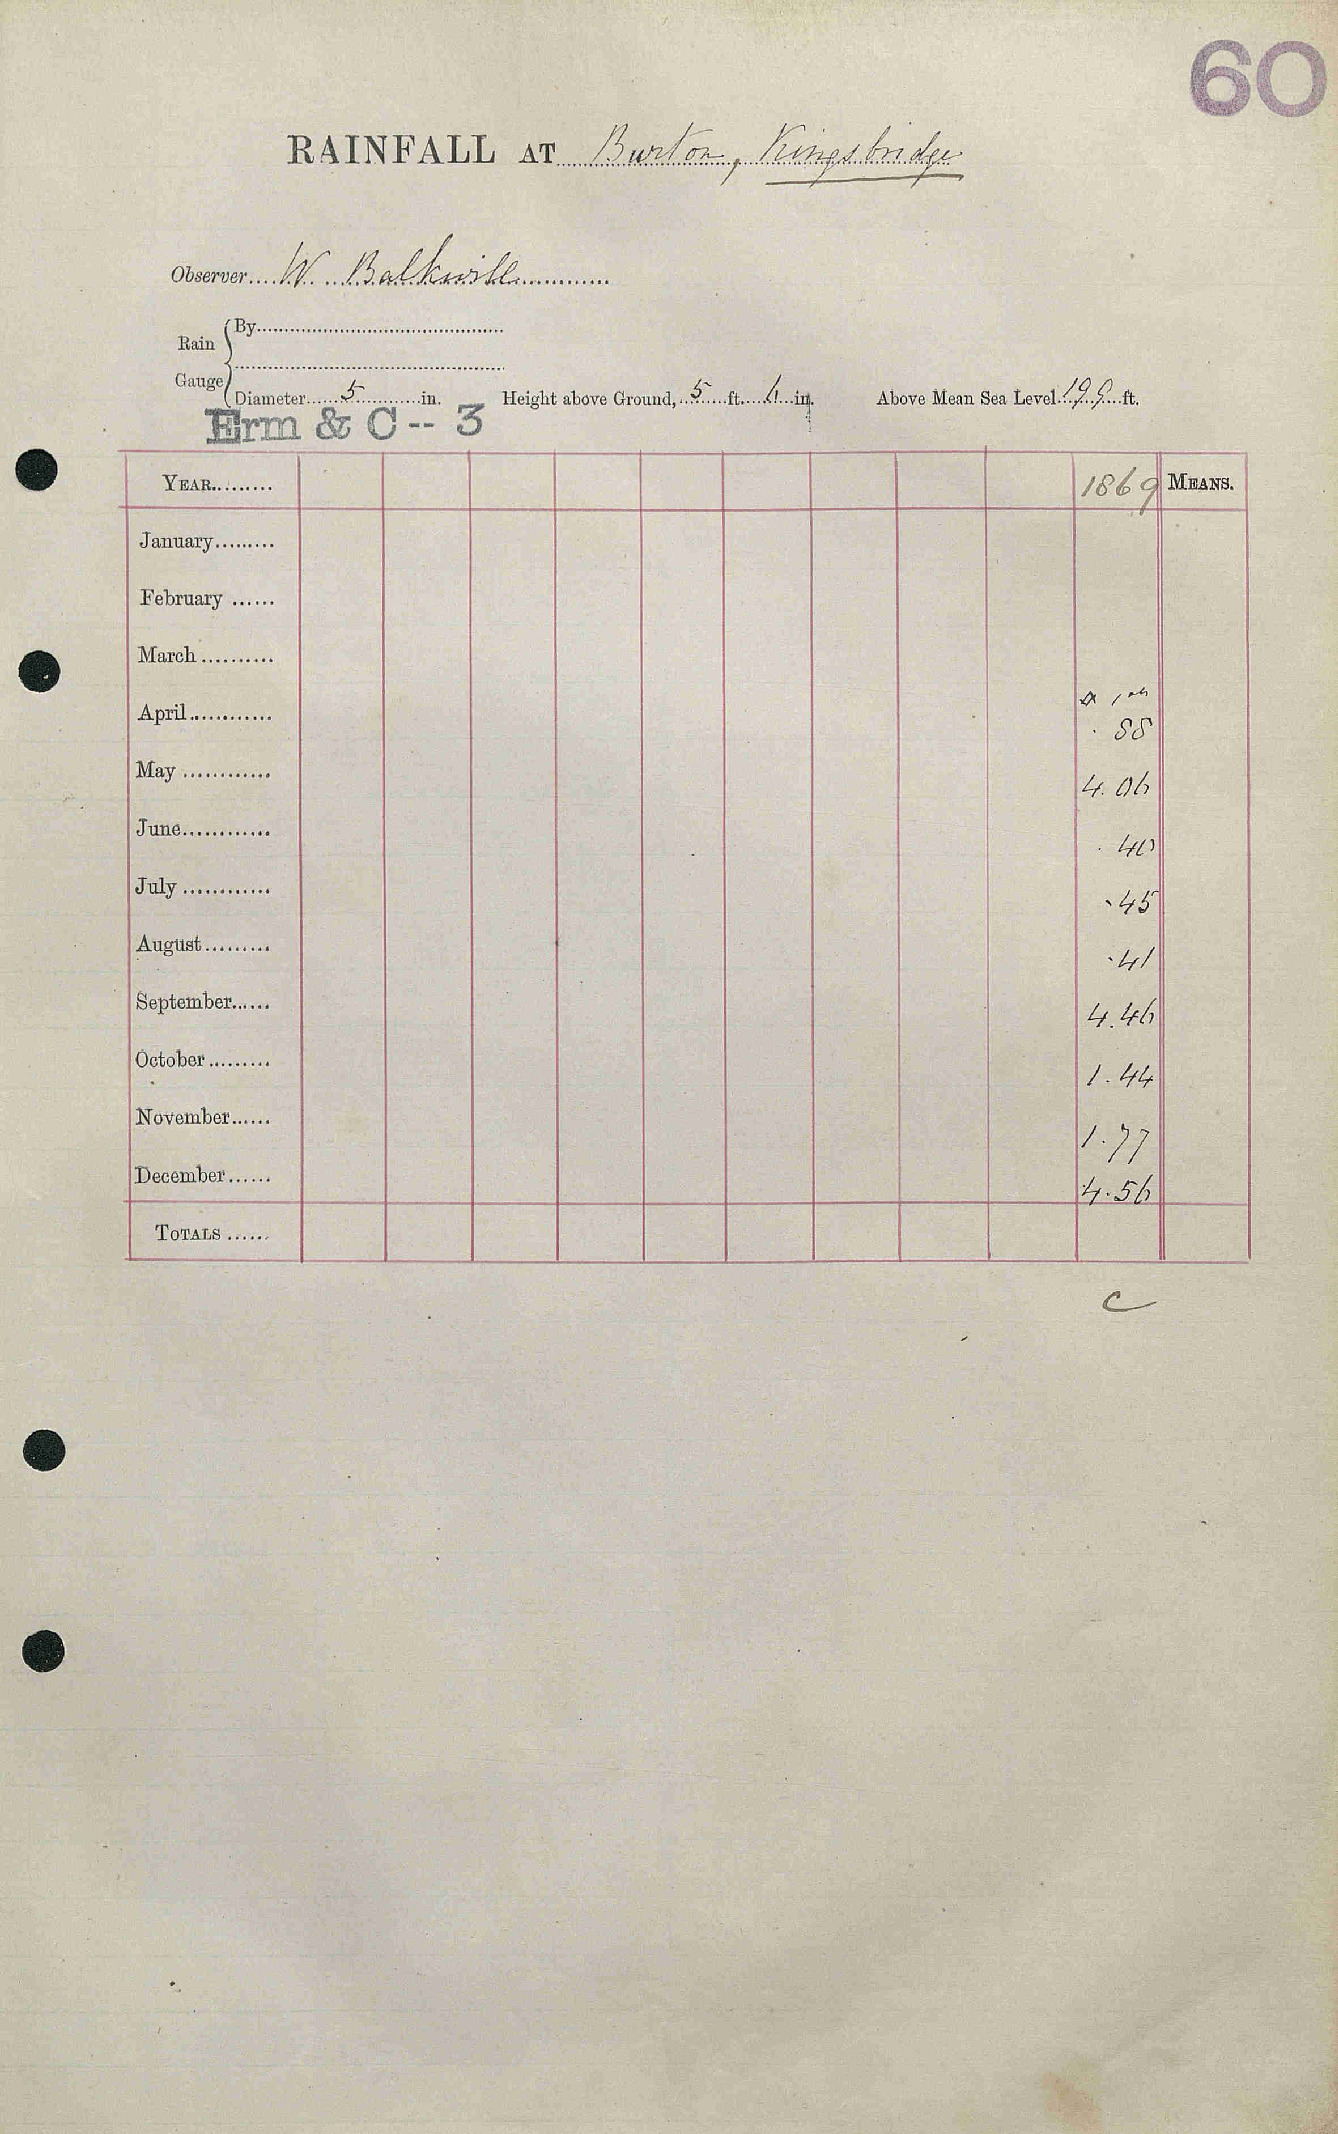 60
RAINFALL AT Burton, Kingsbridge
Observer W. Balkwill
Rain Gauge
By
Diameter 5 in. Height above Ground, 5 ft. 6 in. Above Mean Sea Level 199 ft.
Erm & C -- 3
YEAR 1869 MEANS.
January
February
March
April .88
May 4.06
June .40
July .45
August .41
September 4.46
October 1.44
November 1.77
December 4.56
TOTALS
C